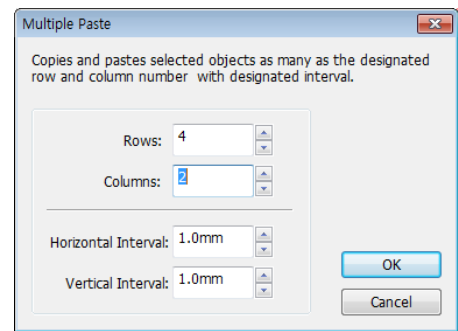 Multiple Paste
Copies and pastes selected objects as many as the designated
row and column number with designated interval.
Rows: 4
Columns: 2
Horizontal Interval: 1.0mm
Vertical Interval: 1.0mm
OK
Cancel